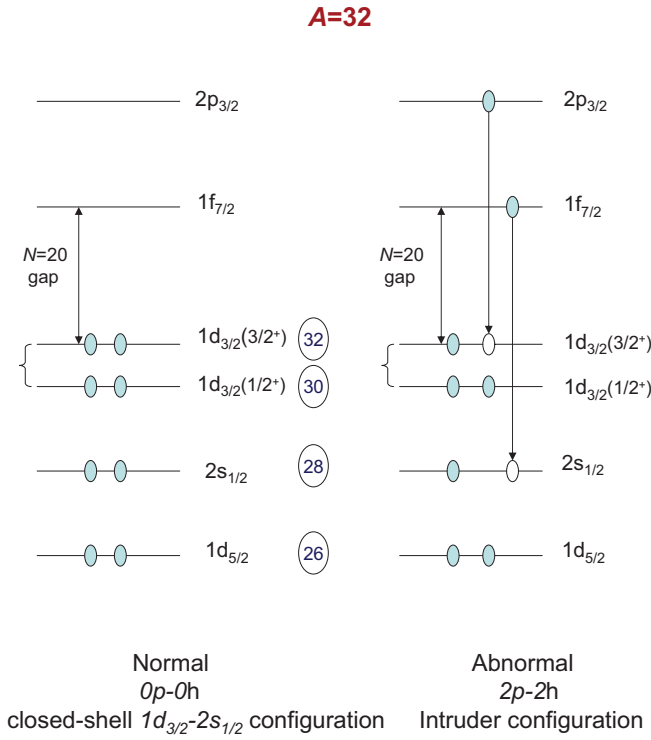 A=32
2p3/2
1f7/2
N=20
gap
1d3/2(3/2+) 32
1d3/2(1/2+) 30
2s1/2 28
1d5/2 26
Normal
0p-0h
closed-shell 1d3/2-2s1/2 configuration
2p3/2
1f7/2
N=20
gap
1d3/2(3/2+)
1d3/2(1/2+)
2s1/2
1d5/2
Abnormal
2p-2h
Intruder configuration